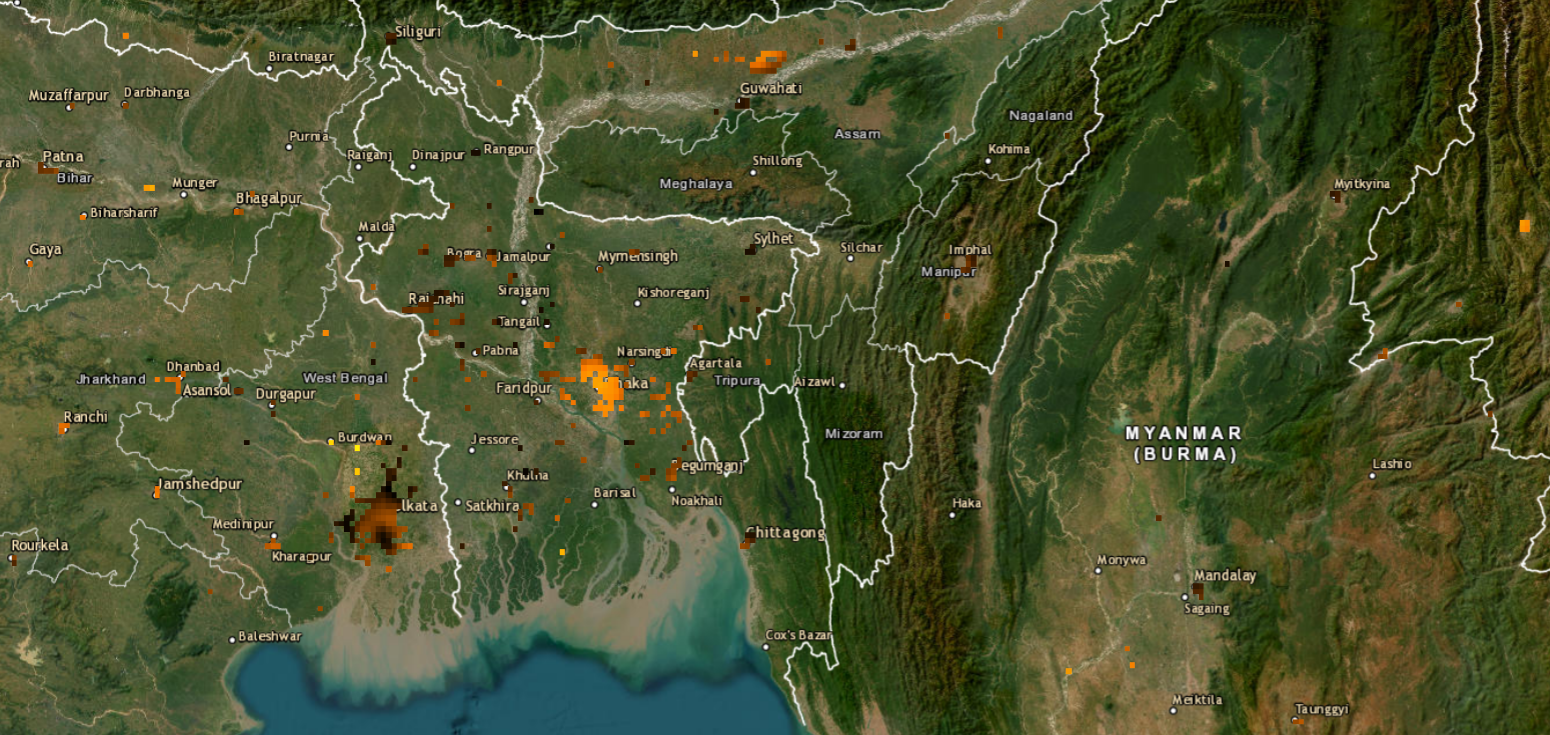 Siliguri
Biratnagar
Guwahati
Muzaffarpur
Darbhanga
Nagaland
Assam
Purnia
Rangpur
Kohima
Raiganj
Dinajpur
Patna
Bihar
rah
Shillong
Munger
Meghalaya
Myitkyina
Bhagalpur
Biharsharif
Malda
Sylhet
Silchar
Gaya
Bogra
Jamalpur
Mymensingh
Imphal
Manipur
Sirajganj
Kishoreganj
Tangail
Pabna
Narsingdi
Agartala
Dhanbad
Jharkhand
West Bengal
Tripura
Aizawl
Asansol
Durgapur
Faridpur
aka
Ranchi
Burdwan
Jessore
Mizoram
MYANMAR
(BURMA)
Begumganj
Lashio
Khulna
Jamshedpur
Barisal
Noakhali
lkata
Satkhira
Haka
Medinipur
Chittagong
Rourkela
Kharagpur
Monywa
Mandalay
Sagaing
Baleshwar
Cox's Bazar
Meiktila
Taunggyi